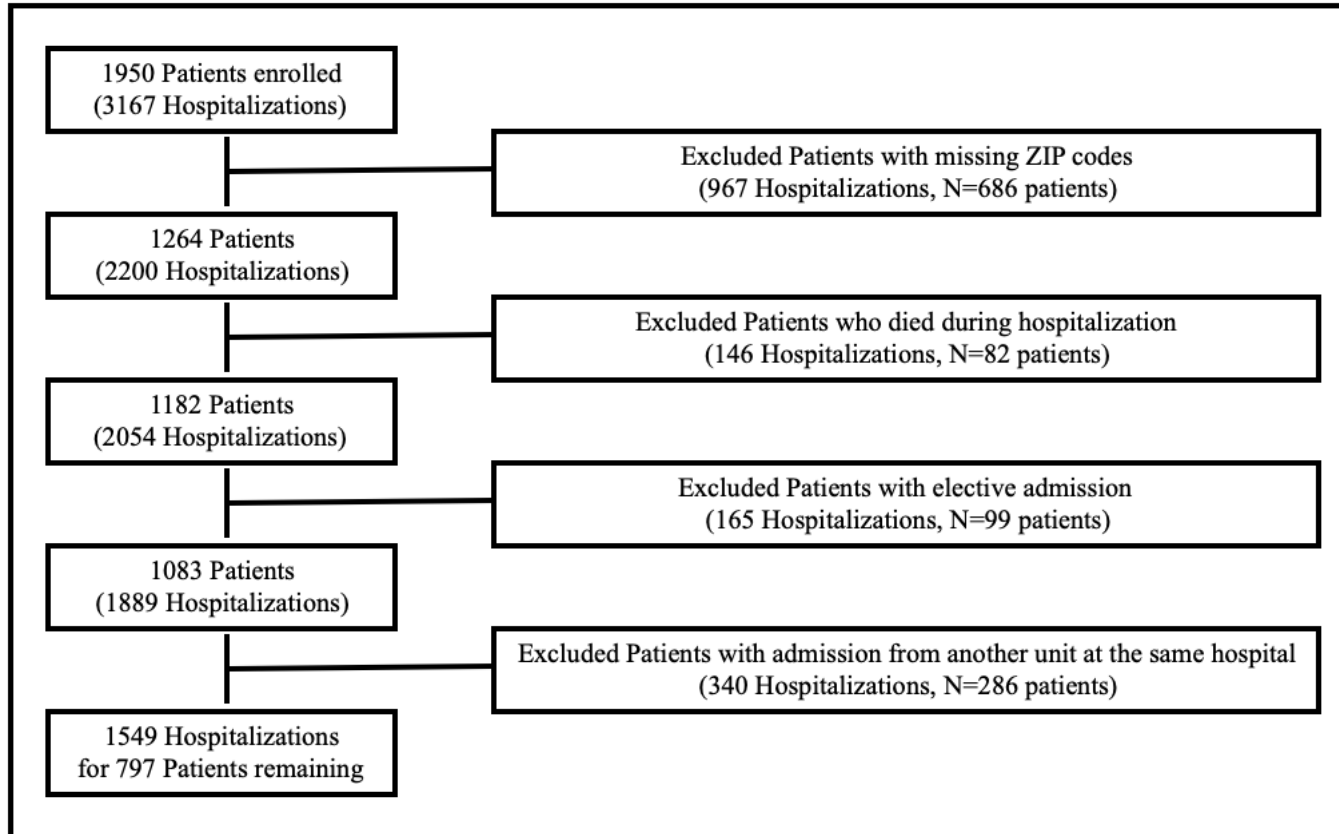 1950 Patients enrolled
(3167 Hospitalizations)
Excluded Patients with missing ZIP codes
(967 Hospitalizations, N=686 patients)
1264 Patients
(2200 Hospitalizations)
Excluded Patients who died during hospitalization
(146 Hospitalizations, N=82 patients)
1182 Patients
(2054 Hospitalizations)
Excluded Patients with elective admission
(165 Hospitalizations, N=99 patients)
1083 Patients
(1889 Hospitalizations)
Excluded Patients with admission from another unit at the same hospital
(340 Hospitalizations, N=286 patients)
1549 Hospitalizations
for 797 Patients remaining